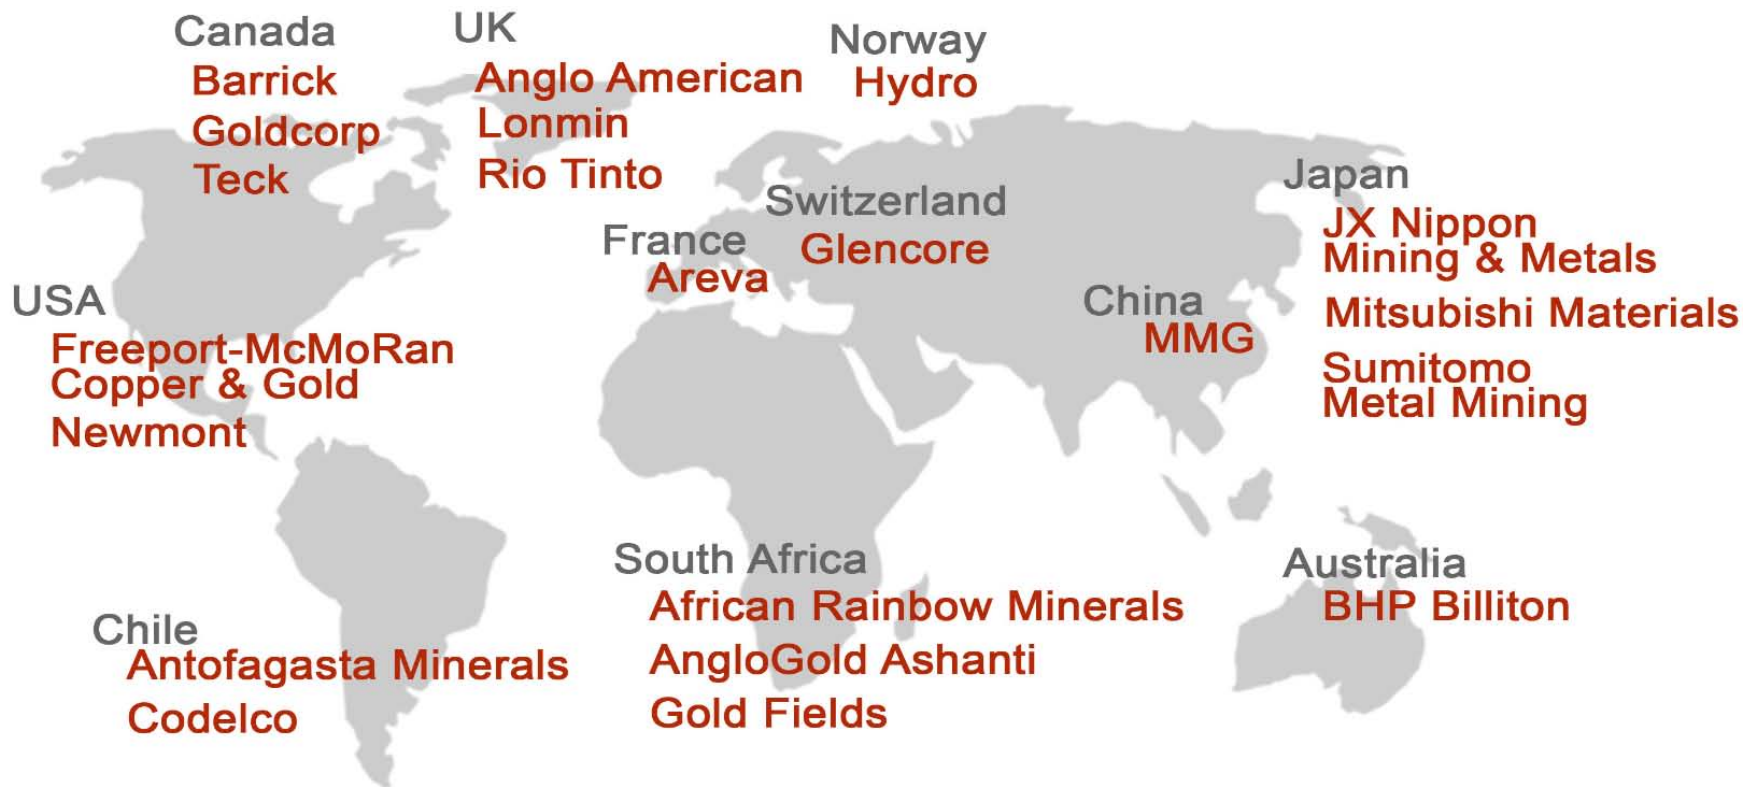 Canada
Barrick
Goldcorp
Teck
UK
Anglo American
Lonmin
Rio Tinto
Norway
Hydro
Switzerland
Glencore
France
Areva
Japan
JX Nippon
Mining & Metals
Mitsubishi Materials
Sumitomo
Metal Mining
China
MMG
USA
Freeport-McMoRan
Copper & Gold
Newmont
Chile
Antofagasta Minerals
Codelco
South Africa
African Rainbow Minerals
AngloGold Ashanti
Gold Fields
Australia
BHP Billiton